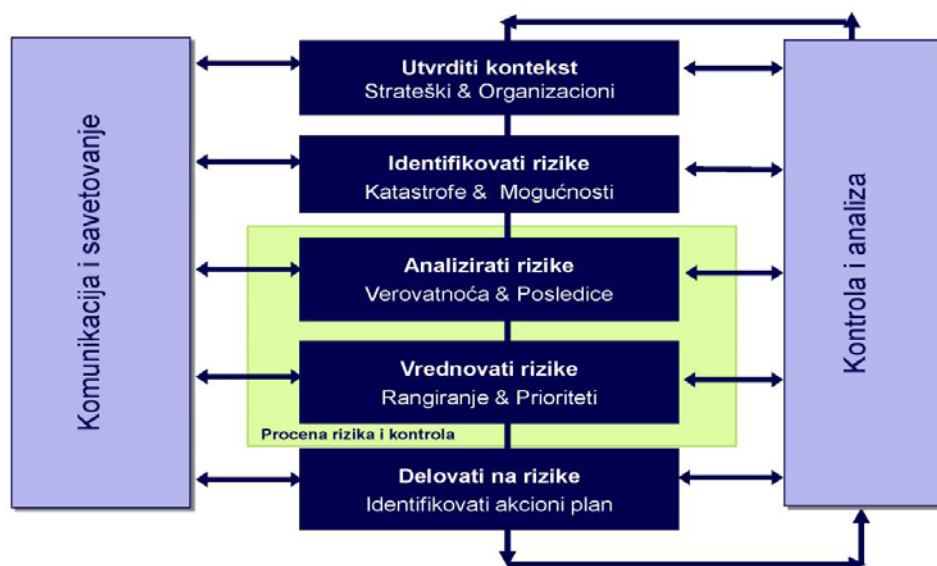 Komunikacija i savetovanje
Utvrditi kontekst
Strateški & Organizacioni
Identifikovati rizike
Katastrofe & Mogućnosti
Analizirati rizike
Verovatnoća & Posledice
Vrednovati rizike
Rangiranje & Prioriteti
Procena rizika i kontrola
Delovati na rizike
Identifikovati akcioni plan
Kontrola i analiza